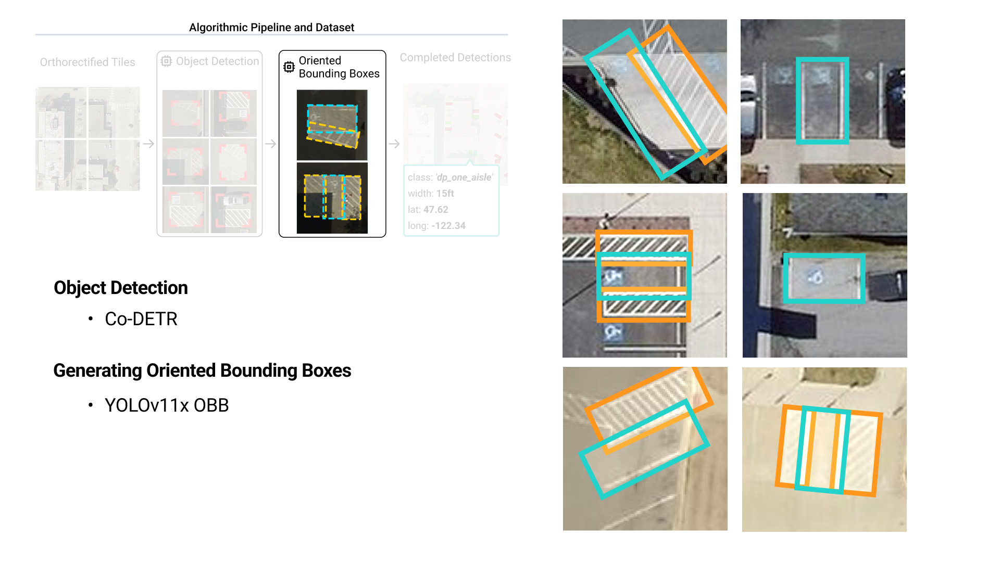 Algorithmic Pipeline and Dataset
Orthorectified Tiles
Object Detection
Oriented
Bounding Boxes
Completed Detections
class: 'dp_one_aisle'
width: 15ft
lat: 47.62
long: -122.34
Object Detection
• Co-DETR
Generating Oriented Bounding Boxes
• YOLOv11x OBB